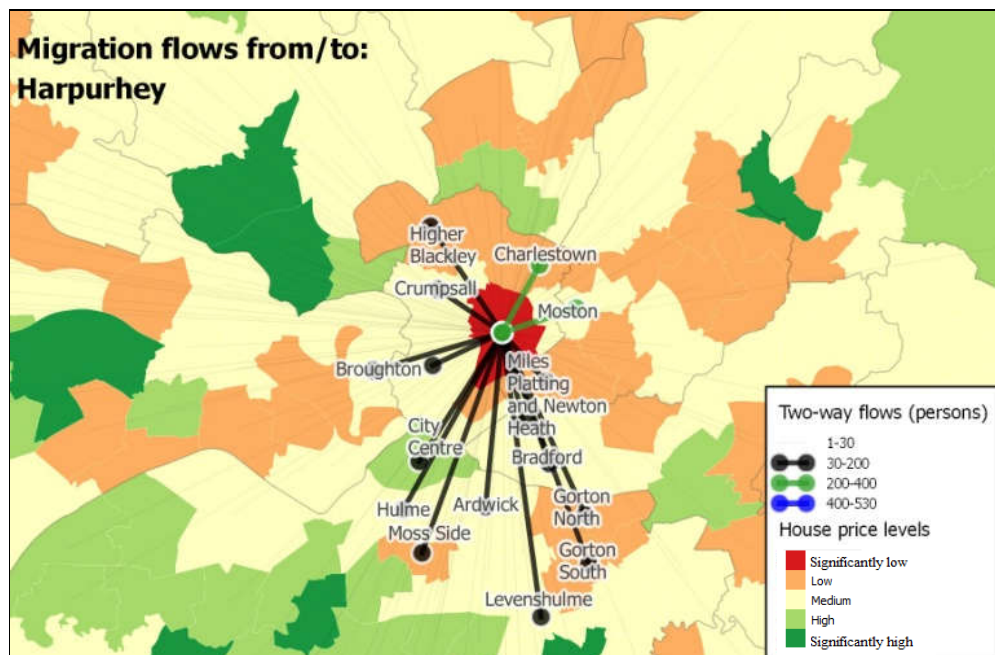 Migration flows from/to:
Harpurhey
Higher
Blackley
Charlestown
Crumpsall
Moston
Broughton
Miles
Platting
and Newton
Heath
City
Centre
Bradford
Hulme
Ardwick
Gorton
North
Moss Side
Gorton
South
Levenshulme
Two-way flows (persons)
1-30
30-200
200-400
400-530
House price levels
Significantly low
Low
Medium
High
Significantly high